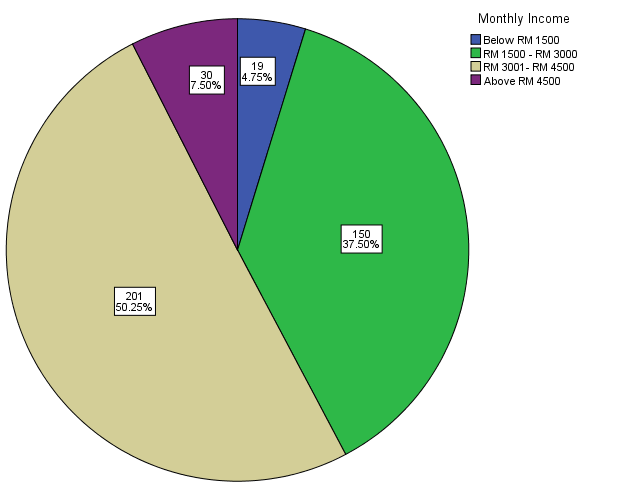 Monthly Income
Below RM 1500
RM 1500 - RM 3000
RM 3001- RM 4500
Above RM 4500
30
7.50%
19
4.75%
150
37.50%
201
50.25%